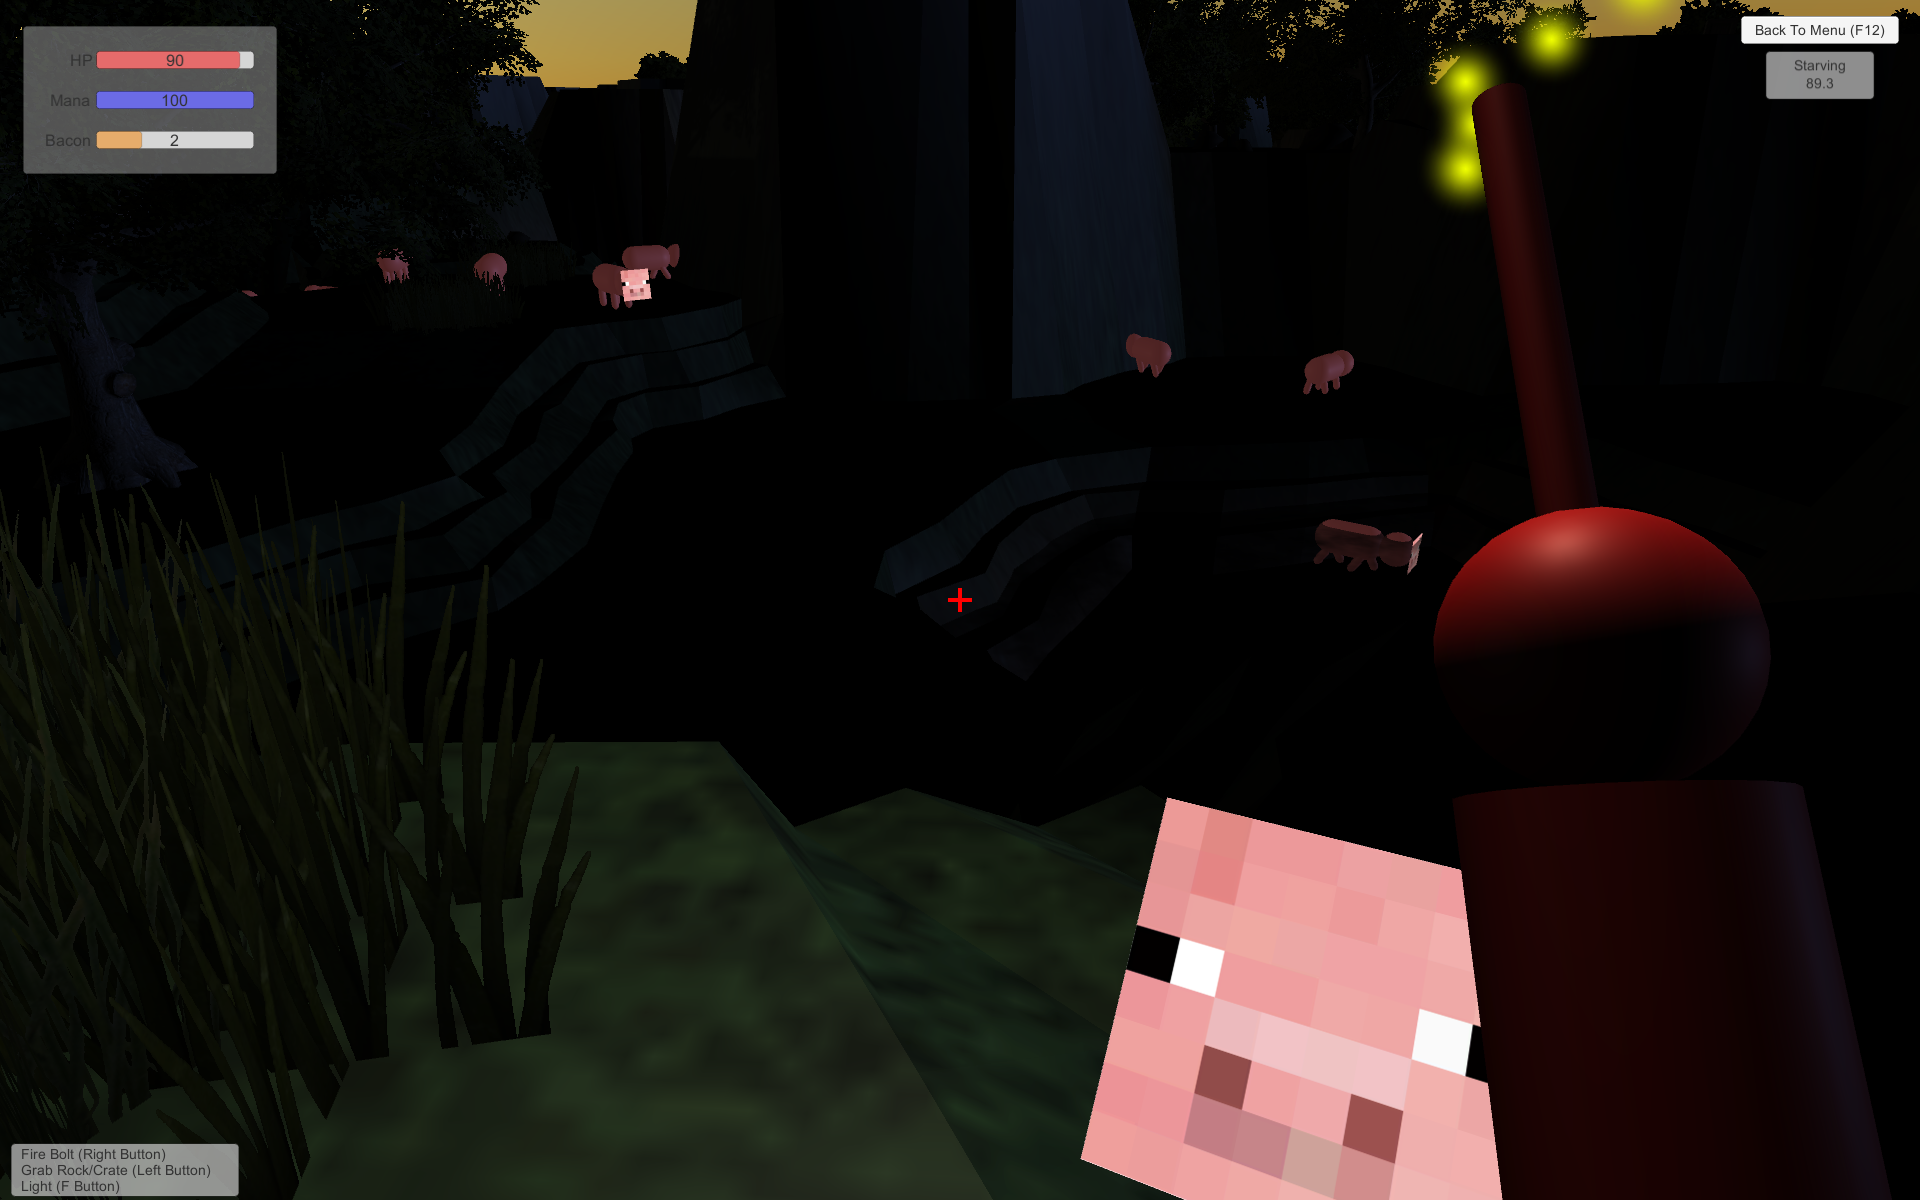 HP 90
Mana 100
Bacon 2
Back To Menu (F12)
Starving
89.3
Fire Bolt (Right Button)
Grab Rock/Crate (Left Button)
Light (F Button)